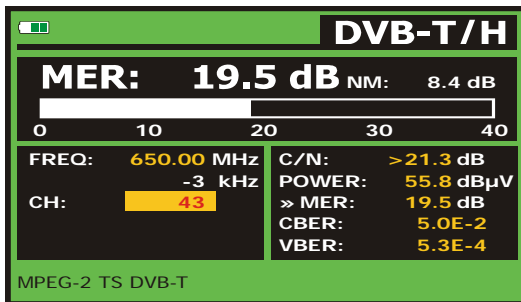 DVB-T/H
MER: 19.5 dB NM: 8.4 dB
0 10 20 30 40
FREQ: 650.00 MHz
-3 kHz
CH: 43
C/N: >21.3 dB
POWER: 55.8 dBµV
» MER: 19.5 dB
CBER: 5.0E-2
VBER: 5.3E-4
MPEG-2 TS DVB-T